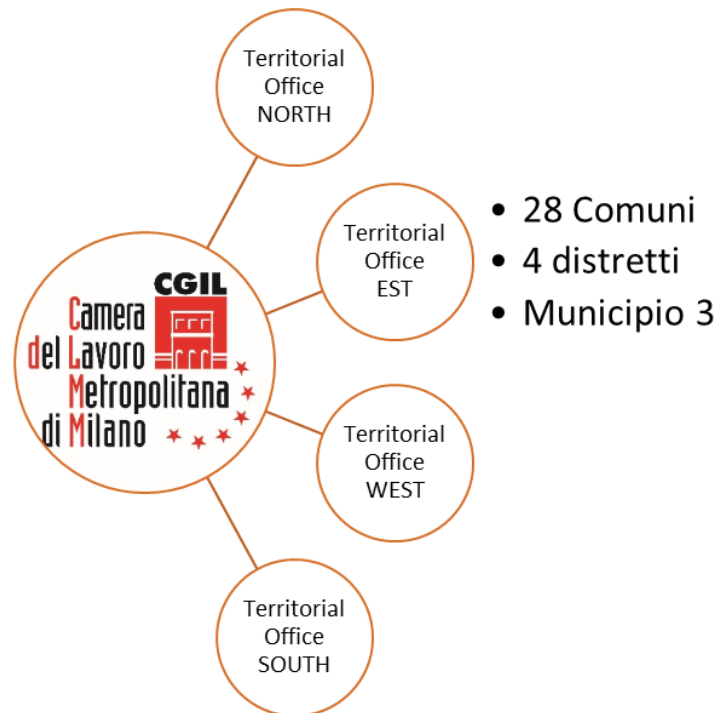 Territorial
Office
NORTH
Territorial
Office
EST
• 28 Comuni
• 4 distretti
• Municipio 3
CGIL
Camera
del Lavoro
Metropolitana
di Milano
Territorial
Office
WEST
Territorial
Office
SOUTH